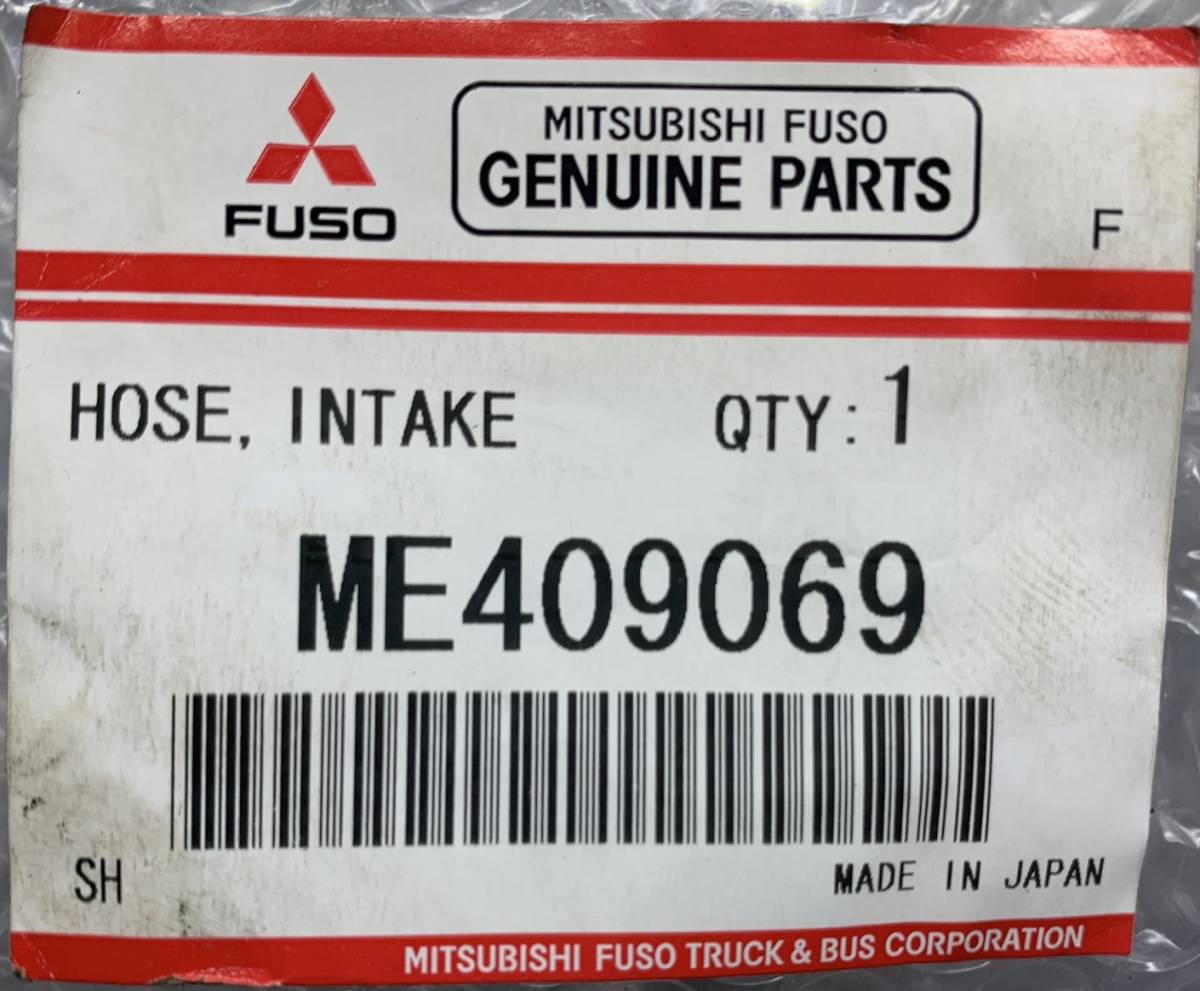 MITSUBISHI FUSO
GENUINE PARTS
FUSO
F
HOSE, INTAKE QTY:1
ME409069
SH
MADE IN JAPAN
MITSUBISHI FUSO TRUCK & BUS CORPORATION